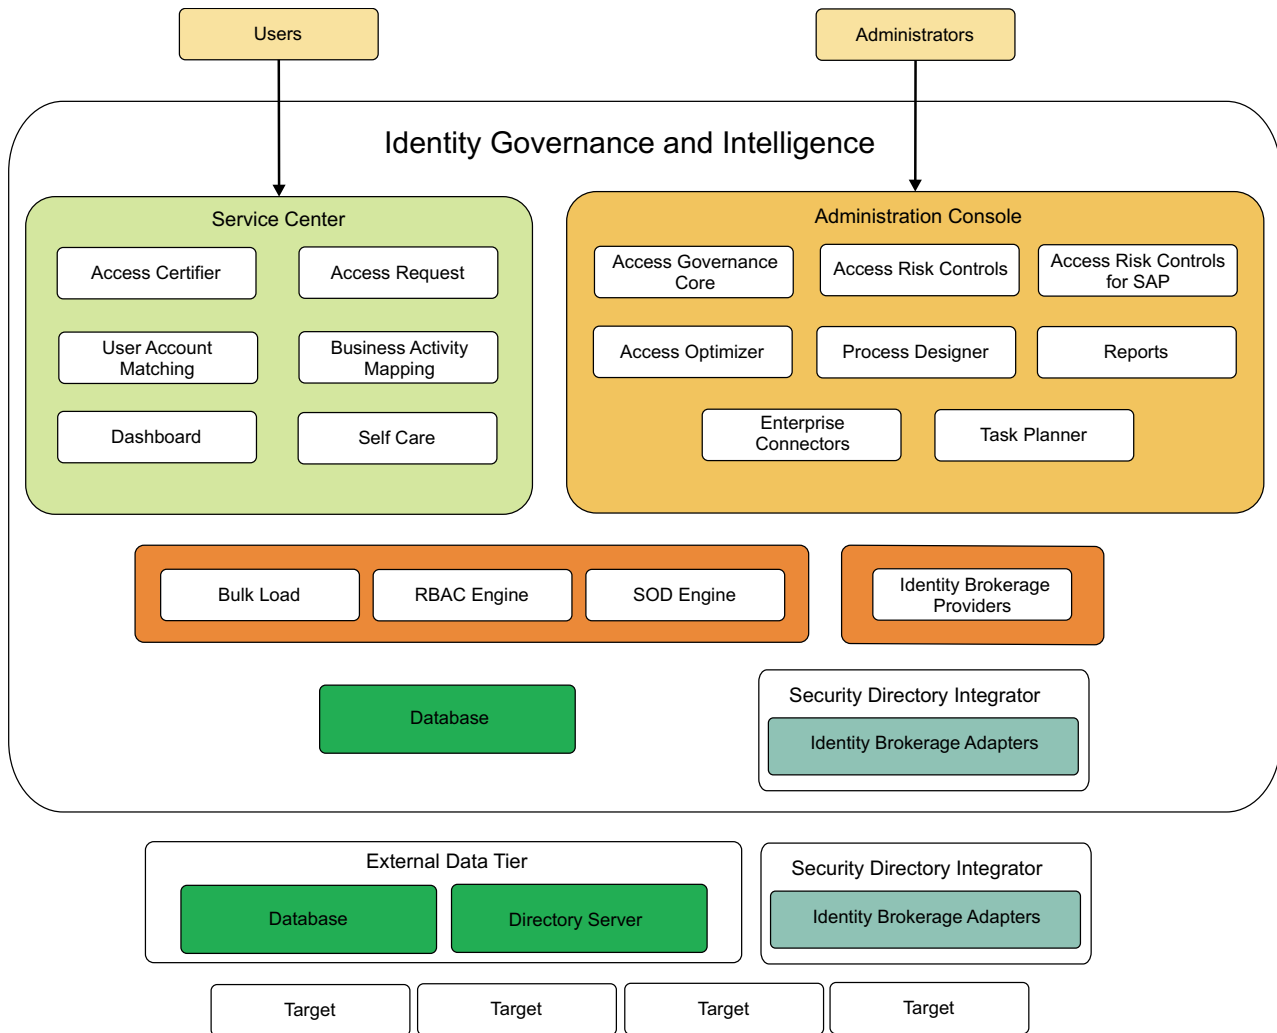 Users
Administrators
Identity Governance and Intelligence
Service Center
Access Certifier
Access Request
User Account
Matching
Business Activity
Mapping
Dashboard
Self Care
Administration Console
Access Governance
Core
Access Risk Controls
Access Risk Controls
for SAP
Access Optimizer
Process Designer
Reports
Enterprise
Connectors
Task Planner
Bulk Load
RBAC Engine
SOD Engine
Identity Brokerage
Providers
Database
Security Directory Integrator
Identity Brokerage Adapters
External Data Tier
Database
Directory Server
Security Directory Integrator
Identity Brokerage Adapters
Target
Target
Target
Target